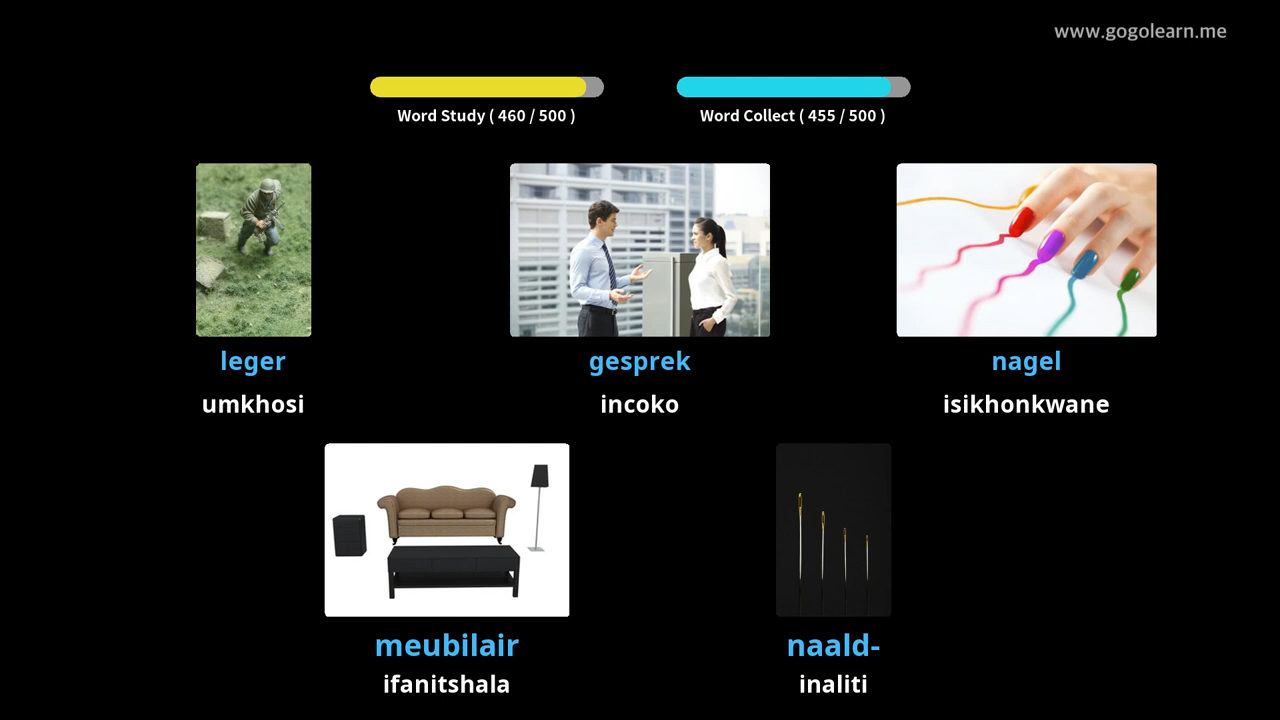 www.gogolearn.me
Word Study ( 460 / 500 )
Word Collect ( 455 / 500 )
leger
umkhosi
gesprek
incoko
nagel
isikhonkwane
meubilair
ifanitshala
naald-
inaliti